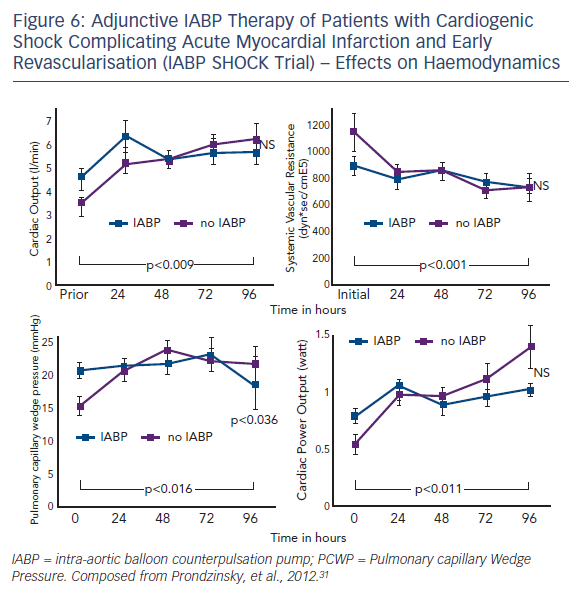 Figure 6: Adjunctive IABP Therapy of Patients with Cardiogenic
Shock Complicating Acute Myocardial Infarction and Early
Revascularisation (IABP SHOCK Trial) – Effects on Haemodynamics
Cardiac Output (l/min)
7
6
5
4
3
2
1
0
NS
IABP
no IABP
p<0.009
Prior
24
48
72
96
Systemic Vascular Resistance
(dyn*sec/cmE5)
1200
1000
800
600
400
200
0
NS
IABP
no IABP
p<0.001
Initial
24
48
72
96
Time in hours
Pulmonary capillary wedge pressure (mmHg)
25
20
15
10
5
0
IABP
no IABP
p<0.036
p<0.016
0
24
48
72
96
Cardiac Power Output (watt)
1.5
1
0.5
0
IABP
no IABP
NS
p<0.011
0
24
48
72
96
Time in hours
IABP = intra-aortic balloon counterpulsation pump; PCWP = Pulmonary capillary Wedge
Pressure. Composed from Prondzinsky, et al., 2012.31